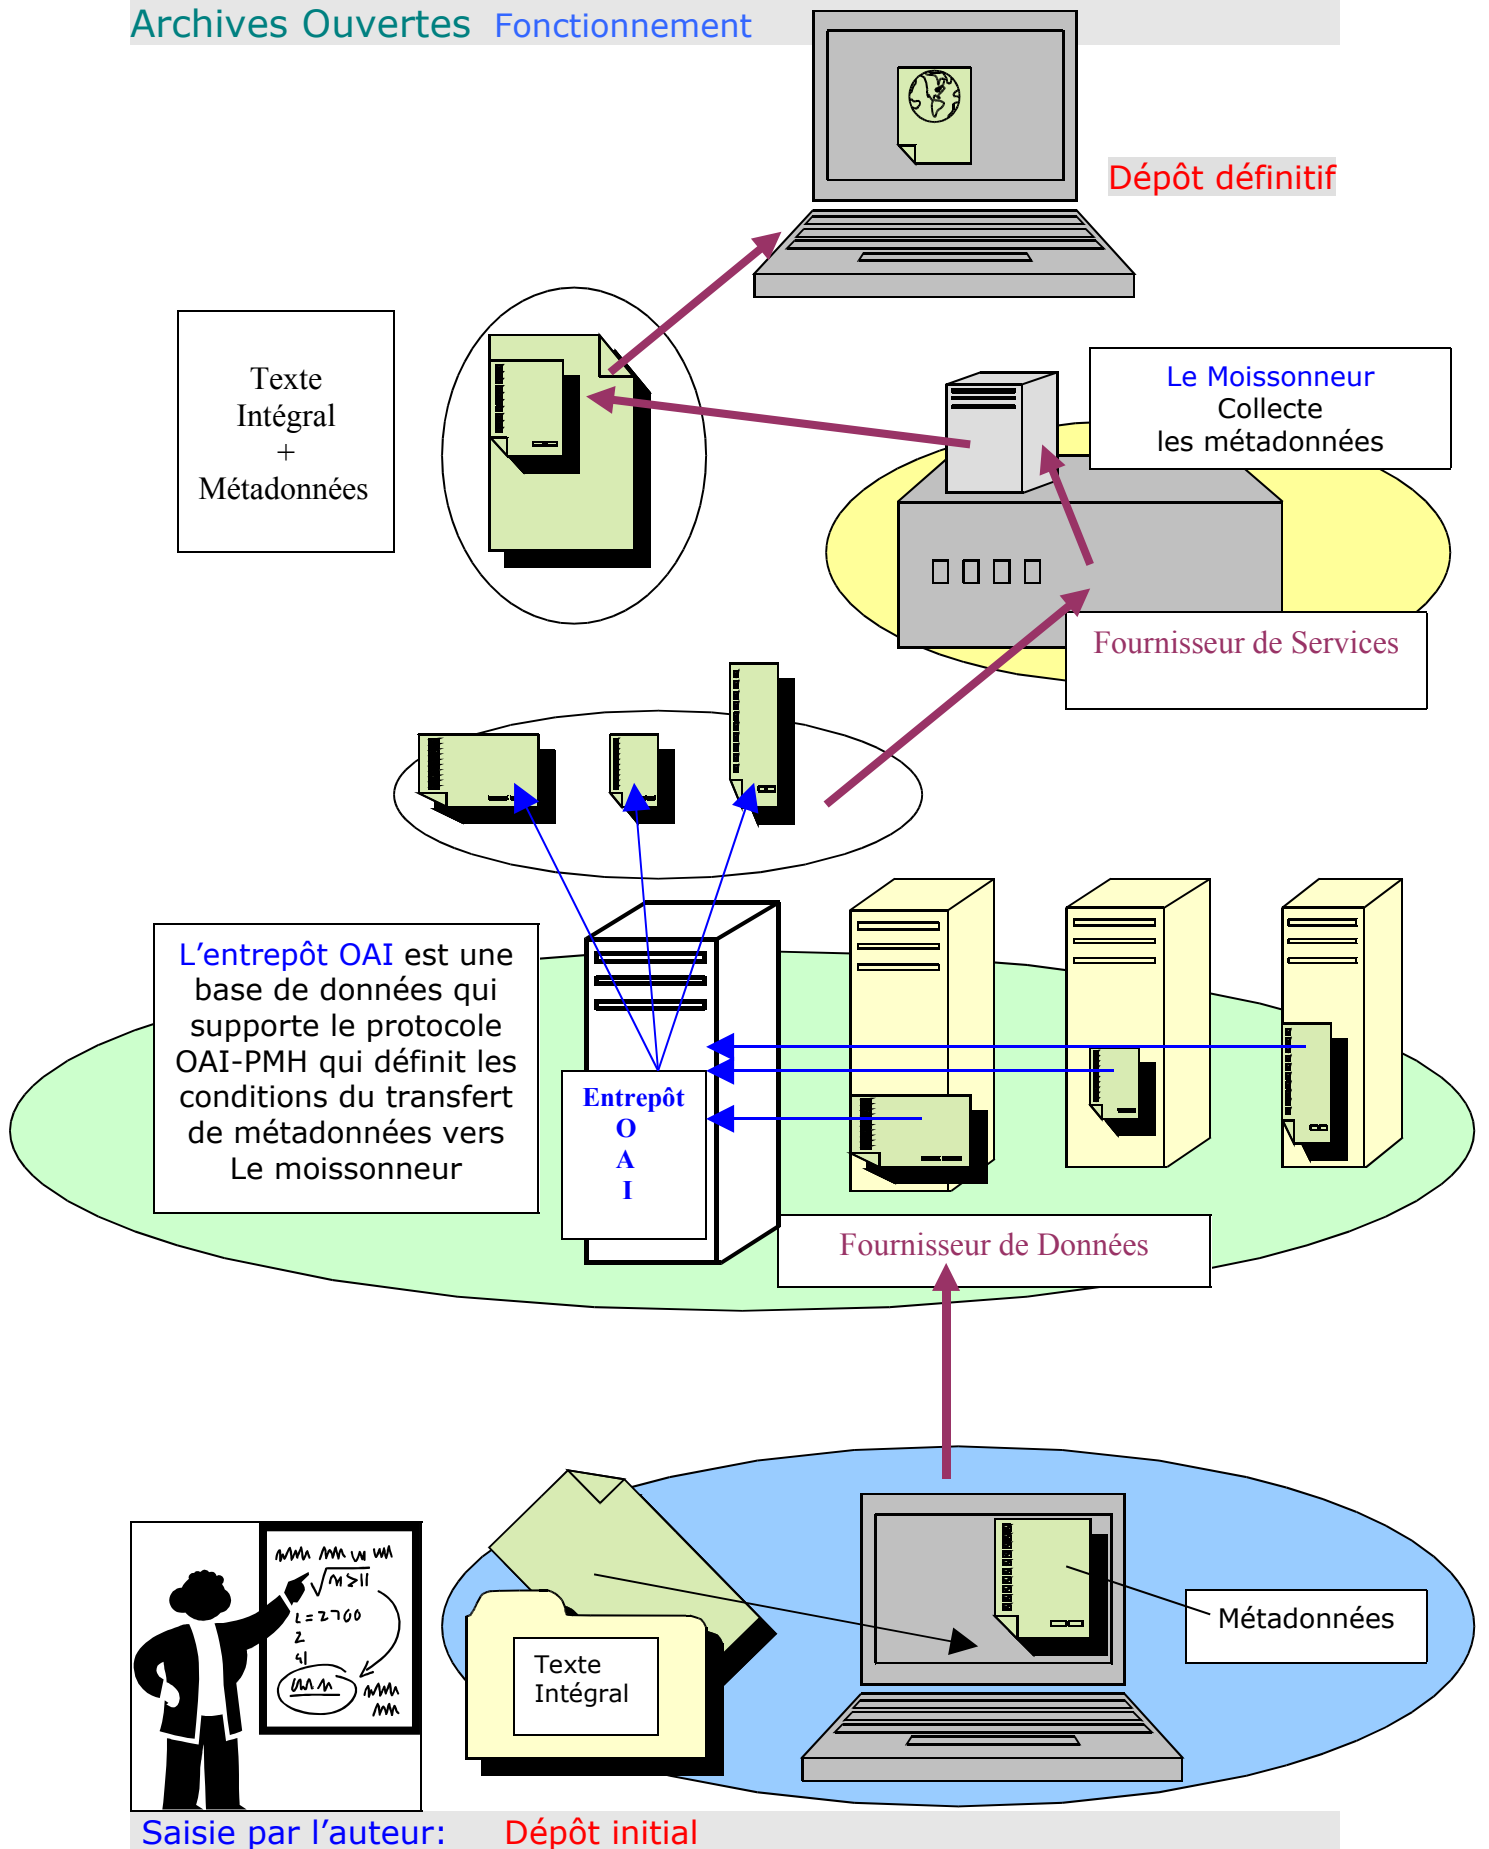 Archives Ouvertes Fonctionnement
Dépôt définitif
Texte
Intégral
+
Métadonnées
Le Moissonneur
Collecte
les métadonnées
Fournisseur de Services
L’entrepôt OAI est une
base de données qui
supporte le protocole
OAI-PMH qui définit les
conditions du transfert
de métadonnées vers
Le moissonneur
Entrepôt
O
A
I
Fournisseur de Données
Métadonnées
Texte
Intégral
Saisie par l’auteur: Dépôt initial